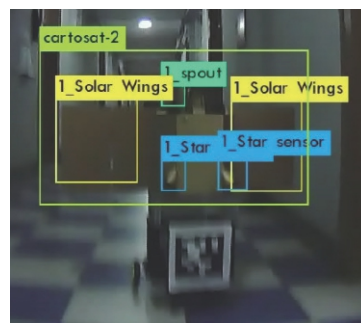 cartosat-2
1_spout
1_Solar Wings
1_Solar Wings
1_Star
1_Star sensor